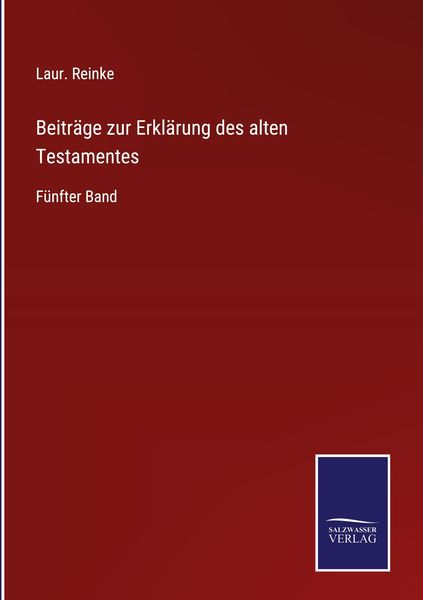 Laur. Reinke
Beiträge zur Erklärung des alten
Testamentes
Fünfter Band
SALZWASSER
VERLAG